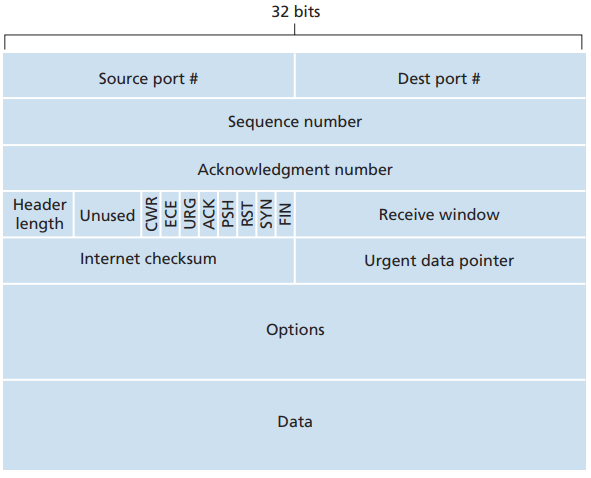 32 bits
Source port #
Dest port #
Sequence number
Acknowledgment number
Header
length
Unused
CWR
ECE
URG
ACK
PSH
RST
SYN
FIN
Receive window
Internet checksum
Urgent data pointer
Options
Data